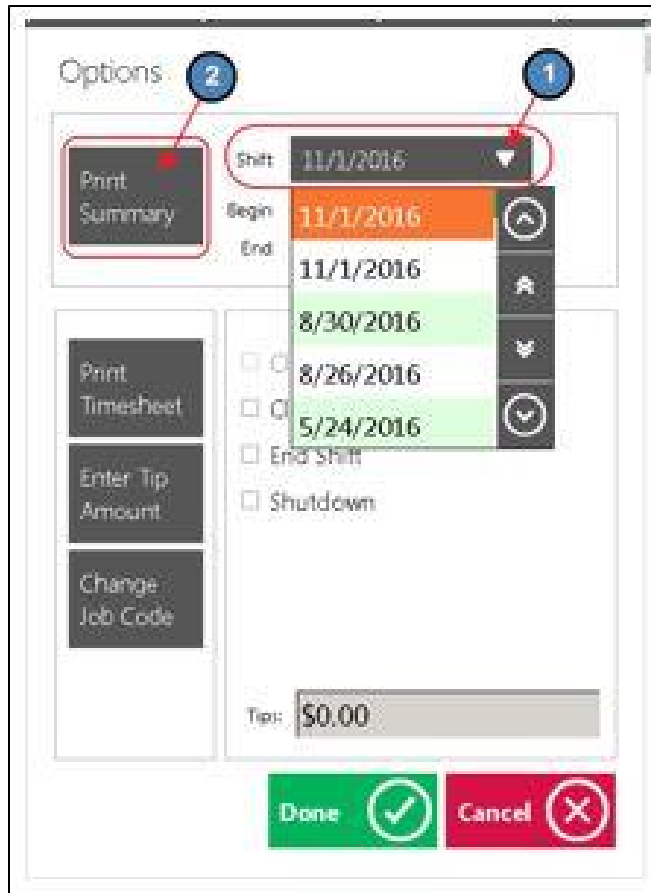 Options
2
1
Print
Summary
Shift 11/1/2016
Begin
End
11/1/2016
11/1/2016
8/30/2016
8/26/2016
5/24/2016
Print
Timesheet
Enter Tip
Amount
Change
Job Code
End Shift
Shutdown
Tips: $0.00
Done
Cancel